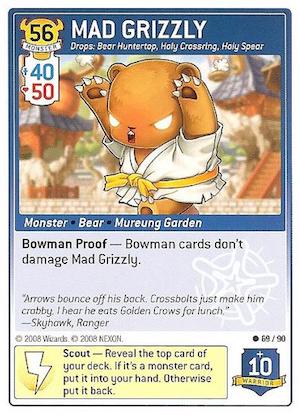 56
MONSTER
MAD GRIZZLY
Drops: Bear Huntertop, Holy Crossring, Holy Spear
40
50
Monster • Bear • Mureung Garden
Bowman Proof — Bowman cards don't
damage Mad Grizzly.
"Arrows bounce off his back. Crossbolts just make him
crabby. I hear he eats Golden Crows for lunch."
—Skyhawk, Ranger
© 2008 Wizards. © 2008 NEXON.
69 / 90
Scout — Reveal the top card of
your deck. If it's a monster card,
put it into your hand. Otherwise
put it back.
10
WARRIOR